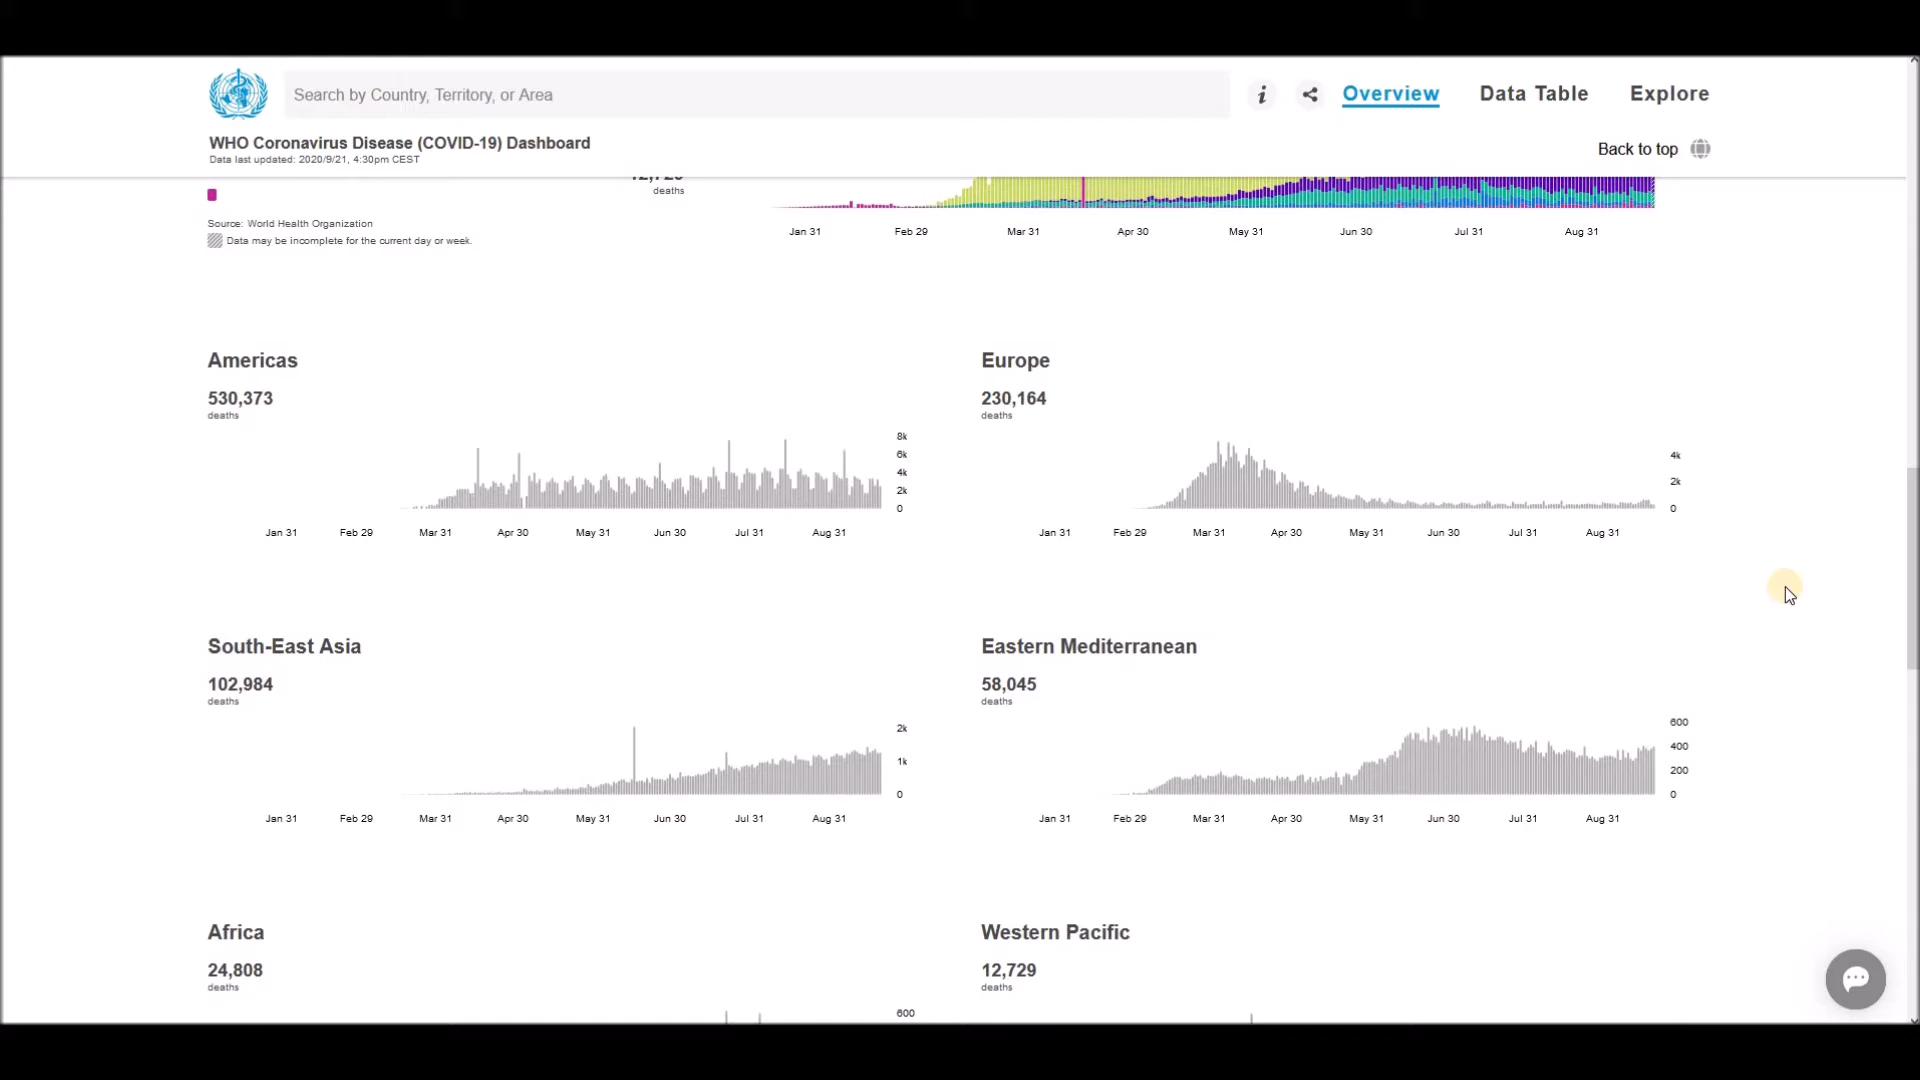 Search by Country, Territory, or Area
Overview
Data Table
Explore
WHO Coronavirus Disease (COVID-19) Dashboard
Data last updated: 2020/9/21, 4:30pm CEST
Back to top
deaths
Source: World Health Organization
Data may be incomplete for the current day or week.
Jan 31 Feb 29 Mar 31 Apr 30 May 31 Jun 30 Jul 31 Aug 31
Americas
530,373
deaths
8k
6k
4k
2k
0
Jan 31 Feb 29 Mar 31 Apr 30 May 31 Jun 30 Jul 31 Aug 31
Europe
230,164
deaths
4k
2k
0
Jan 31 Feb 29 Mar 31 Apr 30 May 31 Jun 30 Jul 31 Aug 31
South-East Asia
102,984
deaths
2k
1k
0
Jan 31 Feb 29 Mar 31 Apr 30 May 31 Jun 30 Jul 31 Aug 31
Eastern Mediterranean
58,045
deaths
600
400
200
0
Jan 31 Feb 29 Mar 31 Apr 30 May 31 Jun 30 Jul 31 Aug 31
Africa
24,808
deaths
600
Western Pacific
12,729
deaths